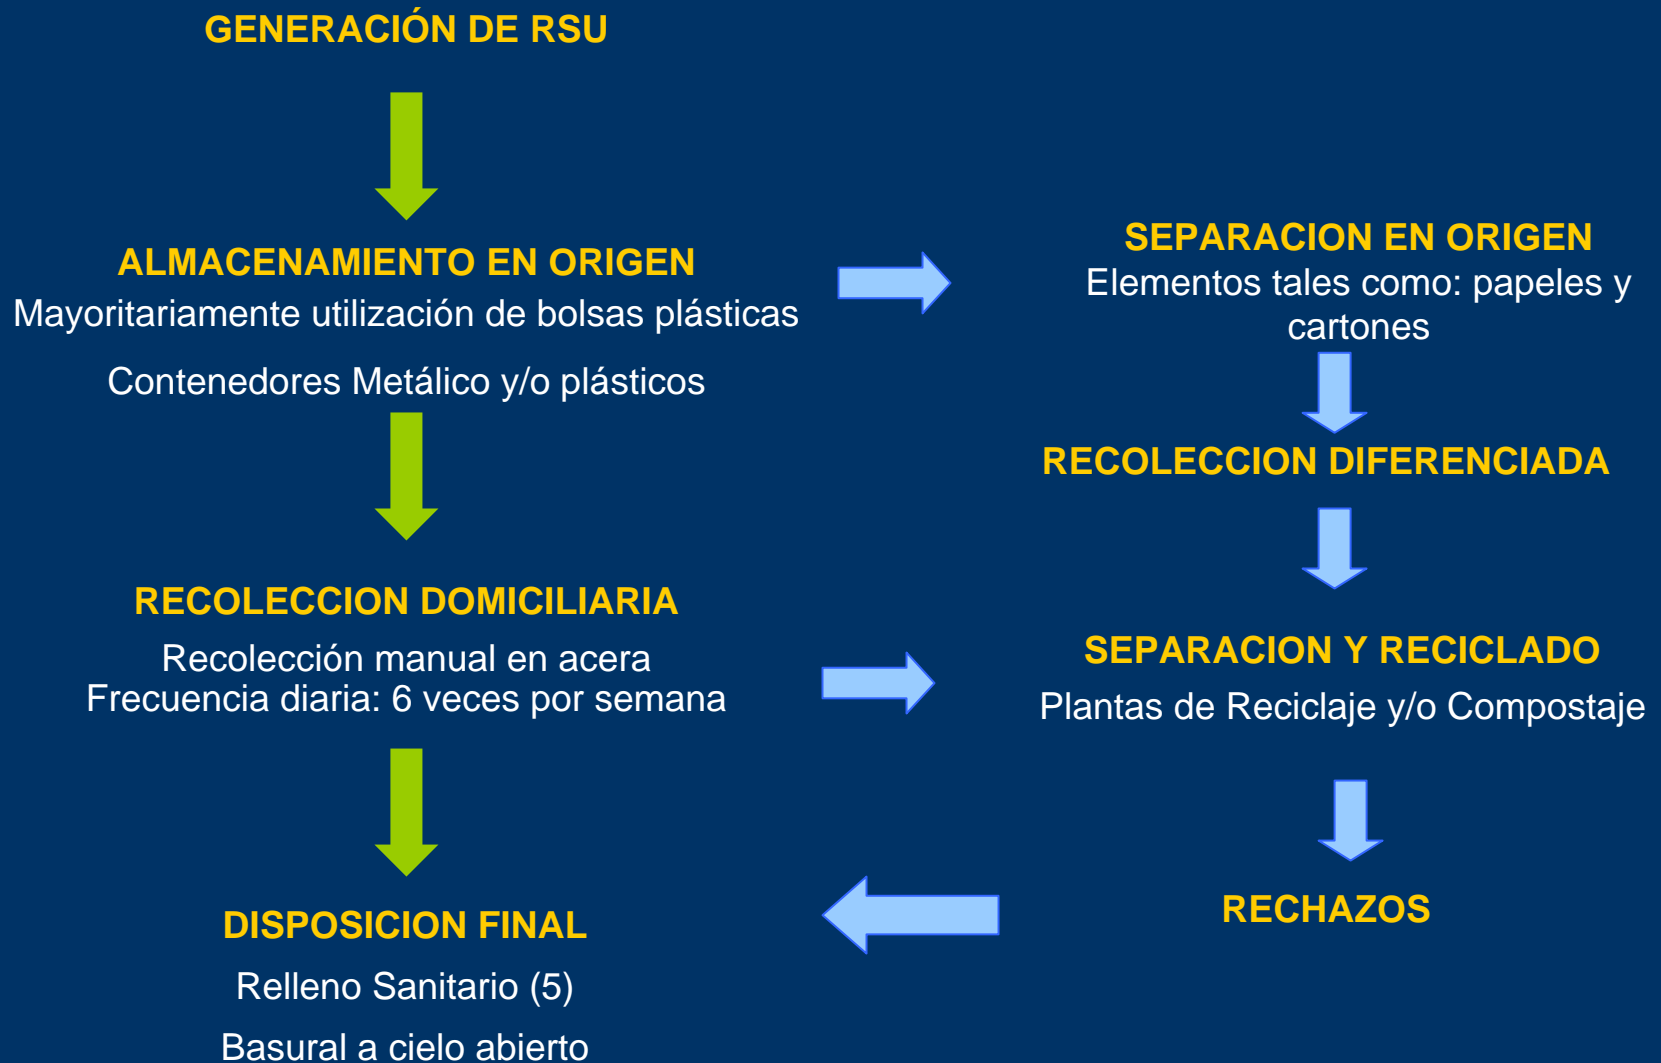 GENERACIÓN DE RSU
ALMACENAMIENTO EN ORIGEN
Mayoritariamente utilización de bolsas plásticas
Contenedores Metálico y/o plásticos
RECOLECCION DOMICILIARIA
Recolección manual en acera
Frecuencia diaria: 6 veces por semana
DISPOSICION FINAL
Relleno Sanitario (5)
Basural a cielo abierto
SEPARACION EN ORIGEN
Elementos tales como: papeles y
cartones
RECOLECCION DIFERENCIADA
SEPARACION Y RECICLADO
Plantas de Reciclaje y/o Compostaje
RECHAZOS